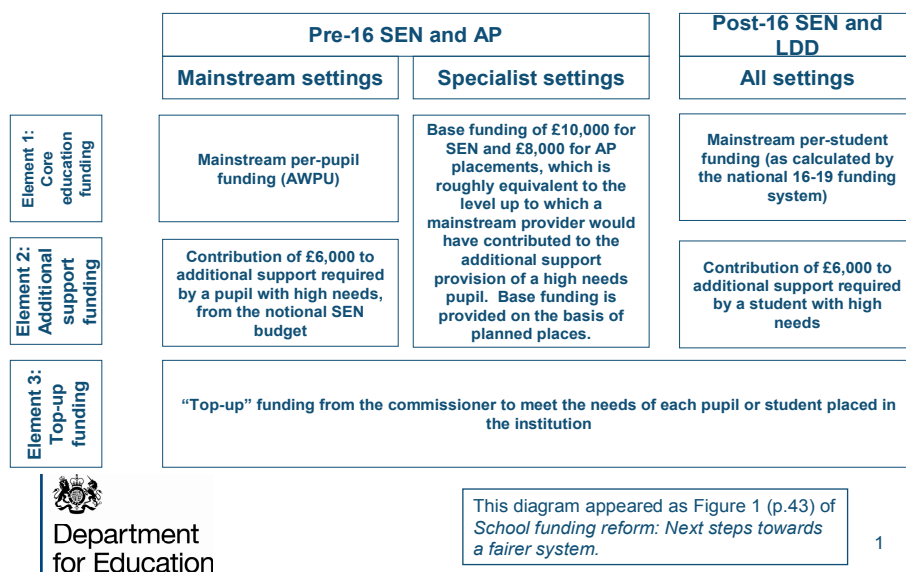 Pre-16 SEN and AP
Post-16 SEN and
LDD
Mainstream settings
Specialist settings
All settings
Element 1:
Core
education
funding
Mainstream per-pupil
funding (AWPU)
Base funding of £10,000 for
SEN and £8,000 for AP
placements, which is
roughly equivalent to the
level up to which a
mainstream provider would
have contributed to the
additional support
provision of a high needs
pupil.  Base funding is
provided on the basis of
planned places.
Mainstream per-student
funding (as calculated by
the national 16-19 funding
system)
Element 2:
Additional
support
funding
Contribution of £6,000 to
additional support required
by a pupil with high needs,
from the notional SEN
budget
Contribution of £6,000 to
additional support required
by a student with high
needs
Element 3:
Top-up
funding
“Top-up” funding from the commissioner to meet the needs of each pupil or student placed in
the institution
Department
for Education
This diagram appeared as Figure 1 (p.43) of
School funding reform: Next steps towards
a fairer system.
1